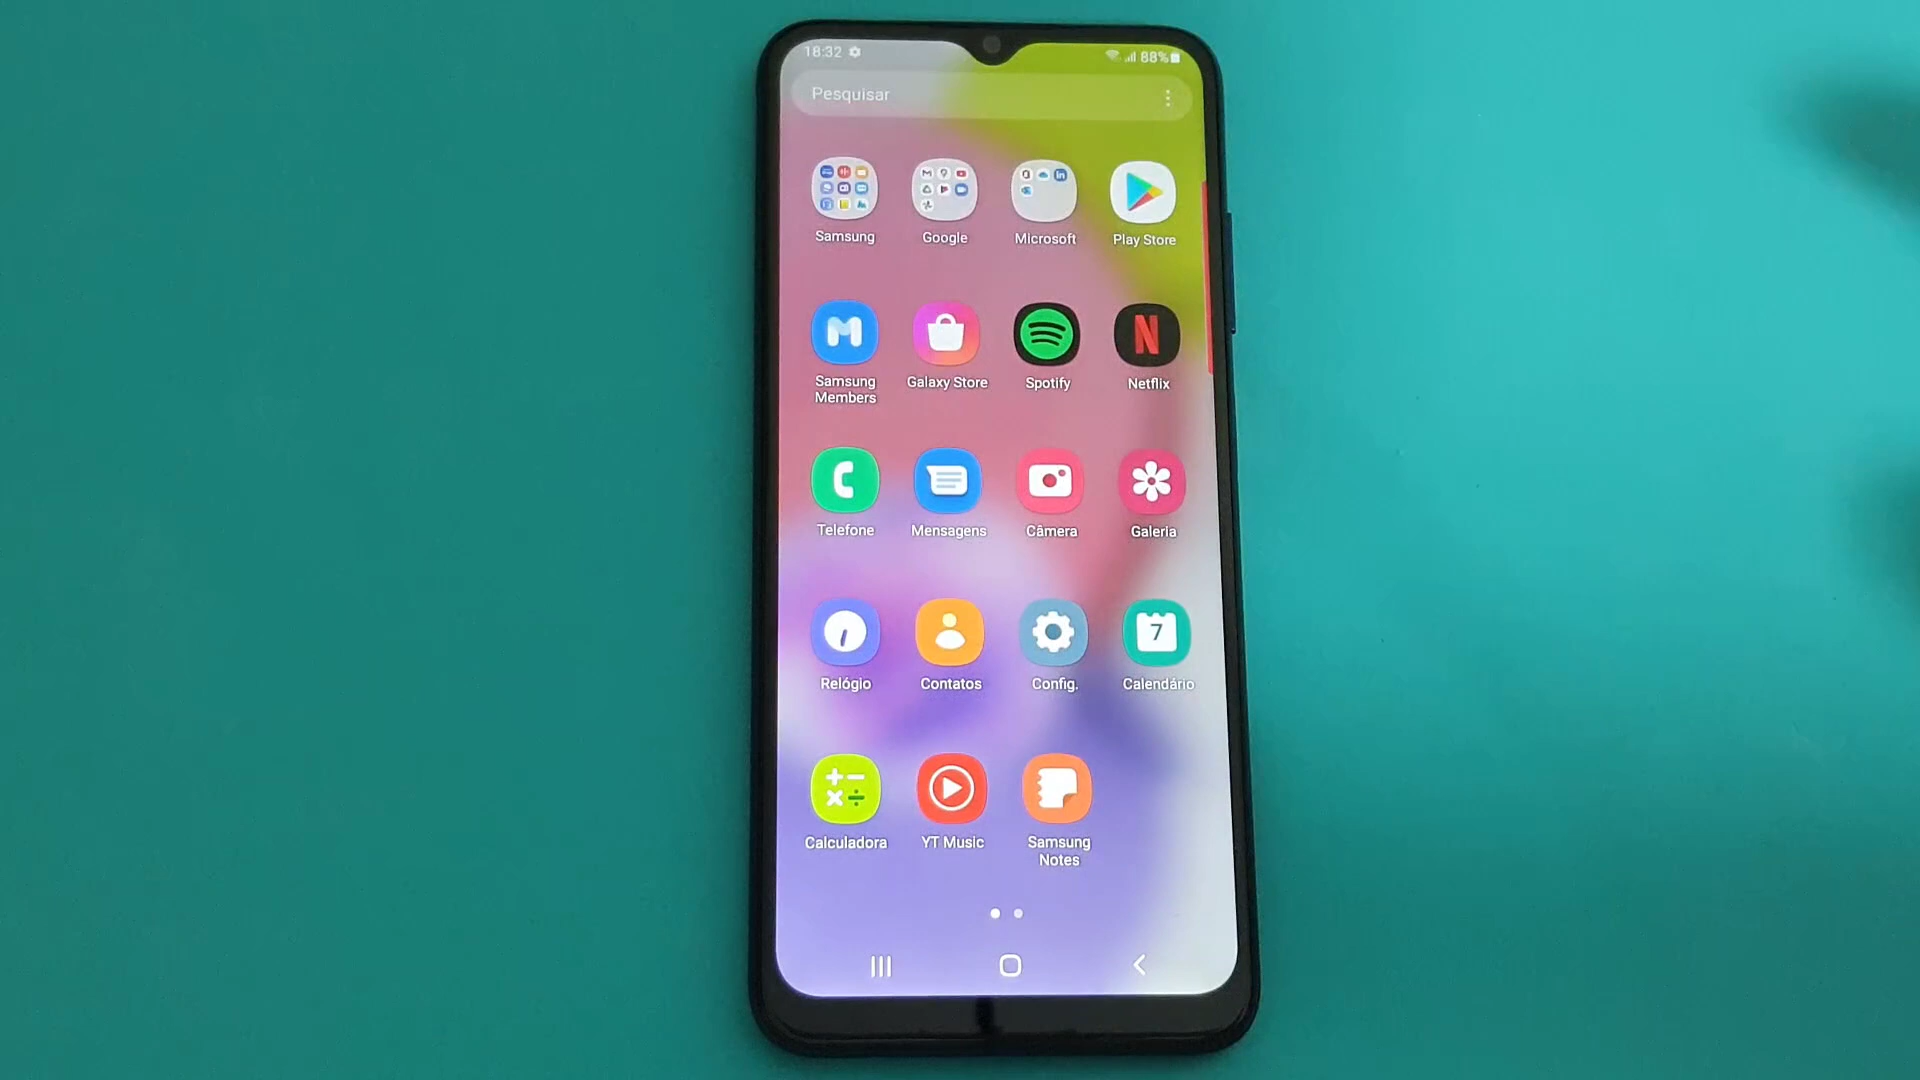 18:32 88%
Pesquisar
Samsung Google Microsoft Play Store
Samsung Members Galaxy Store Spotify Netflix
Telefone Mensagens Câmera Galeria
7
Relógio Contatos Config. Calendário
Calculadora YT Music Samsung Notes